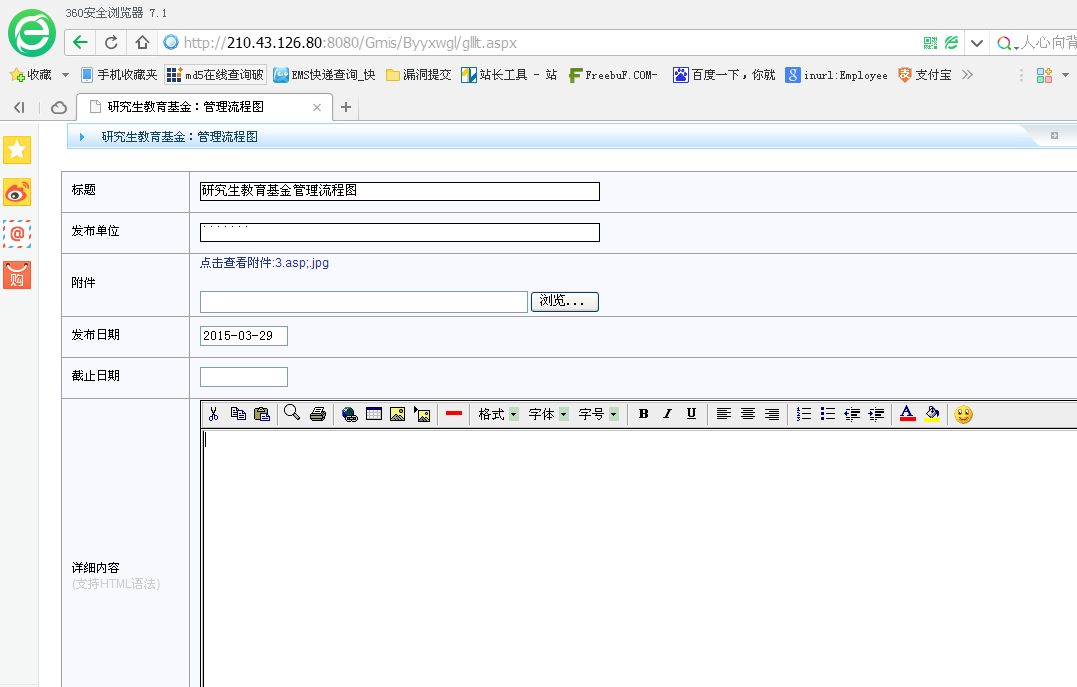 360安全浏览器 7.1
http://210.43.126.80:8080/Gmis/Byyxwgl/gllt.aspx
人心向背
收藏 手机收藏夹 md5在线查询破 EMS快递查询_快 漏洞提交 站长工具 - 站 FreebuF.COM- 百度一下，你就 inurl:Employee 支付宝
研究生教育基金：管理流程图
研究生教育基金：管理流程图
标题 研究生教育基金管理流程图
发布单位
点击查看附件:3.asp;.jpg
附件
浏览...
发布日期 2015-03-29
截止日期
格式 字体 字号 B I U A
详细内容
(支持HTML语法)
购